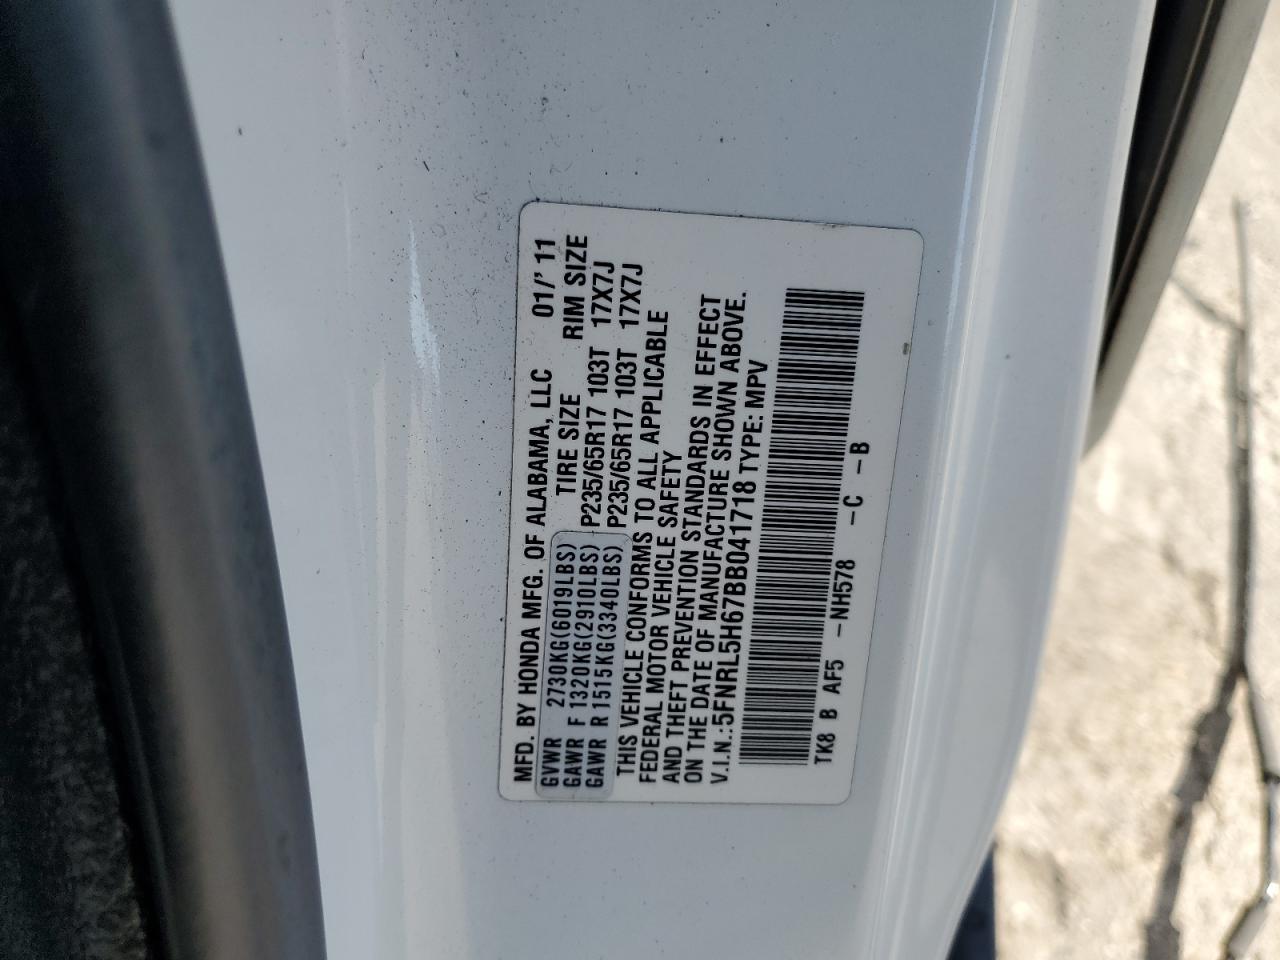 MFD. BY HONDA MFG. OF ALABAMA, LLC 01/' 11
GVWR 2730KG(6019LBS) TIRE SIZE RIM SIZE
GAWR F 1320KG(2910LBS) P235/65R17 103T 17X7J
GAWR R 1515KG(3340LBS) P235/65R17 103T 17X7J
THIS VEHICLE CONFORMS TO ALL APPLICABLE
FEDERAL MOTOR VEHICLE SAFETY
AND THEFT PREVENTION STANDARDS IN EFFECT
ON THE DATE OF MANUFACTURE SHOWN ABOVE.
V.I.N.:5FNRL5H67BB041718 TYPE: MPV
TK8 B AF5 -NH578 -C -B